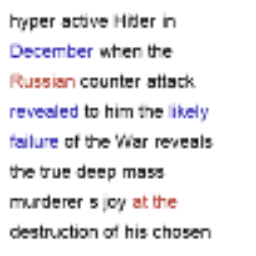 hyper active Hitler in
December when the
Russian counter attack
revealed to him the likely
failure of the War reveals
the true deep mass
murderer s joy at the
destruction of his chosen